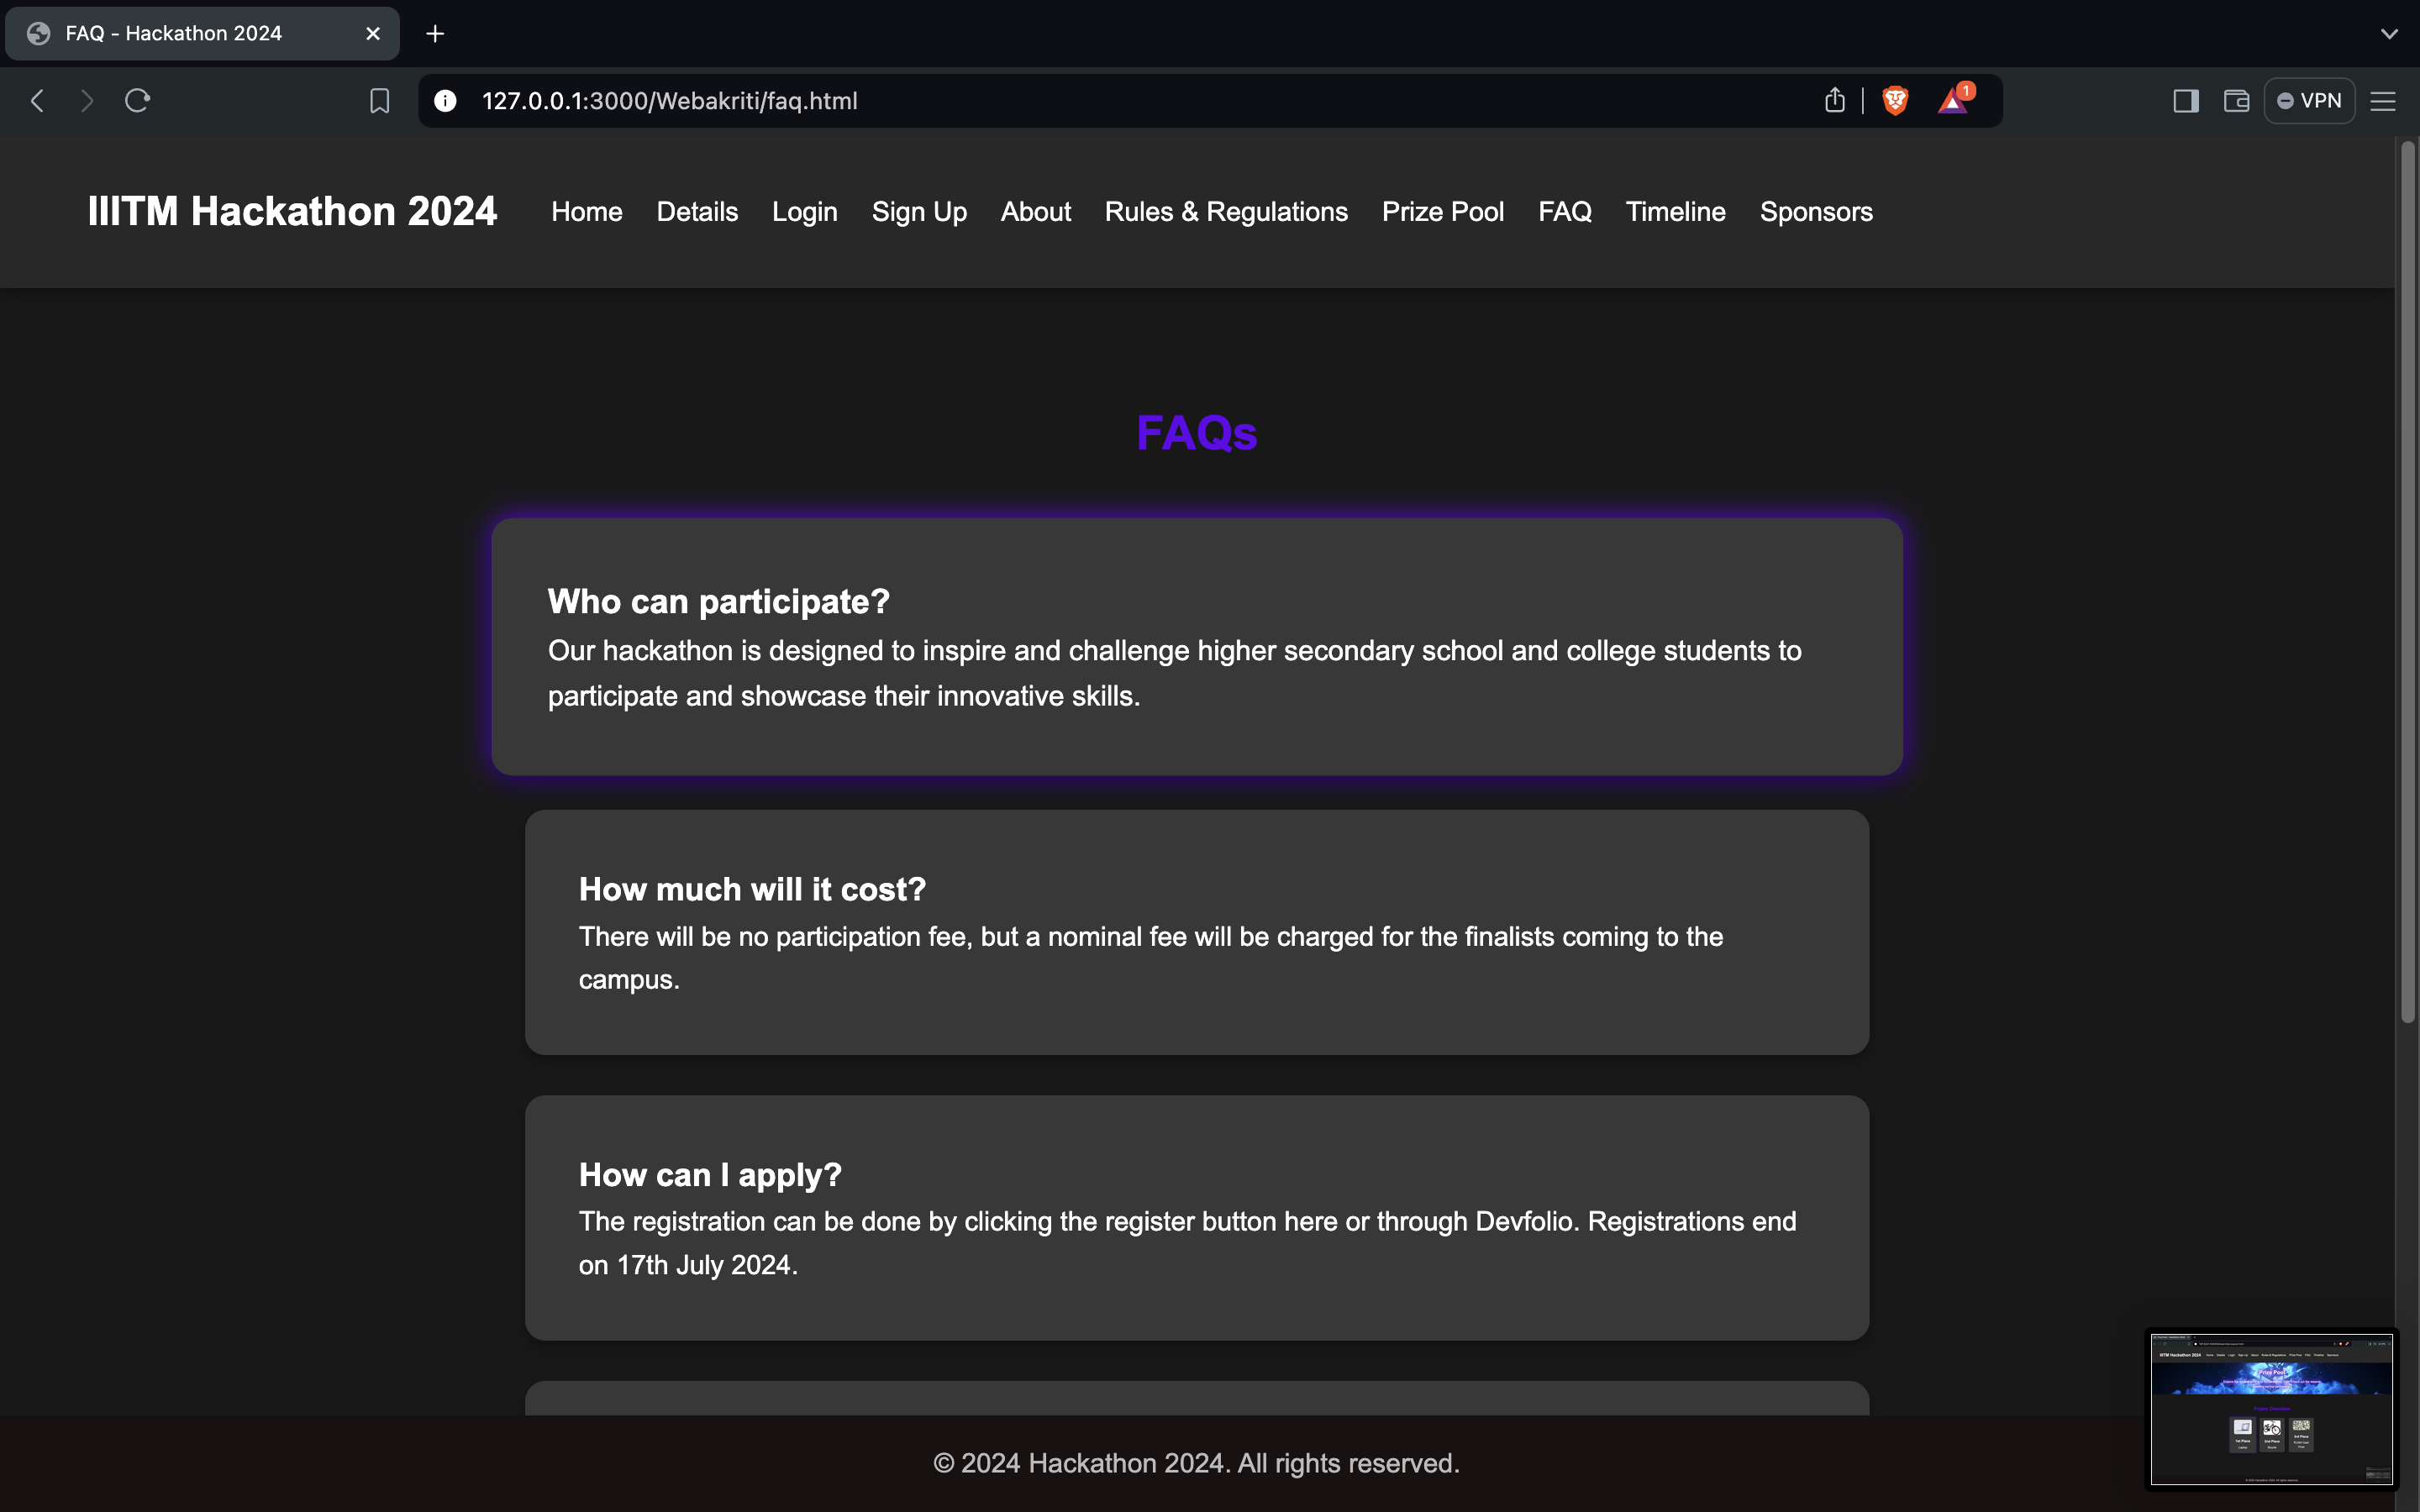 FAQ - Hackathon 2024
127.0.0.1:3000/Webakriti/faq.html
1
VPN
IIITM Hackathon 2024 Home Details Login Sign Up About Rules & Regulations Prize Pool FAQ Timeline Sponsors
FAQs
Who can participate?
Our hackathon is designed to inspire and challenge higher secondary school and college students to
participate and showcase their innovative skills.
How much will it cost?
There will be no participation fee, but a nominal fee will be charged for the finalists coming to the
campus.
How can I apply?
The registration can be done by clicking the register button here or through Devfolio. Registrations end
on 17th July 2024.
© 2024 Hackathon 2024. All rights reserved.
IIITM Hackathon 2024
Prize Pool